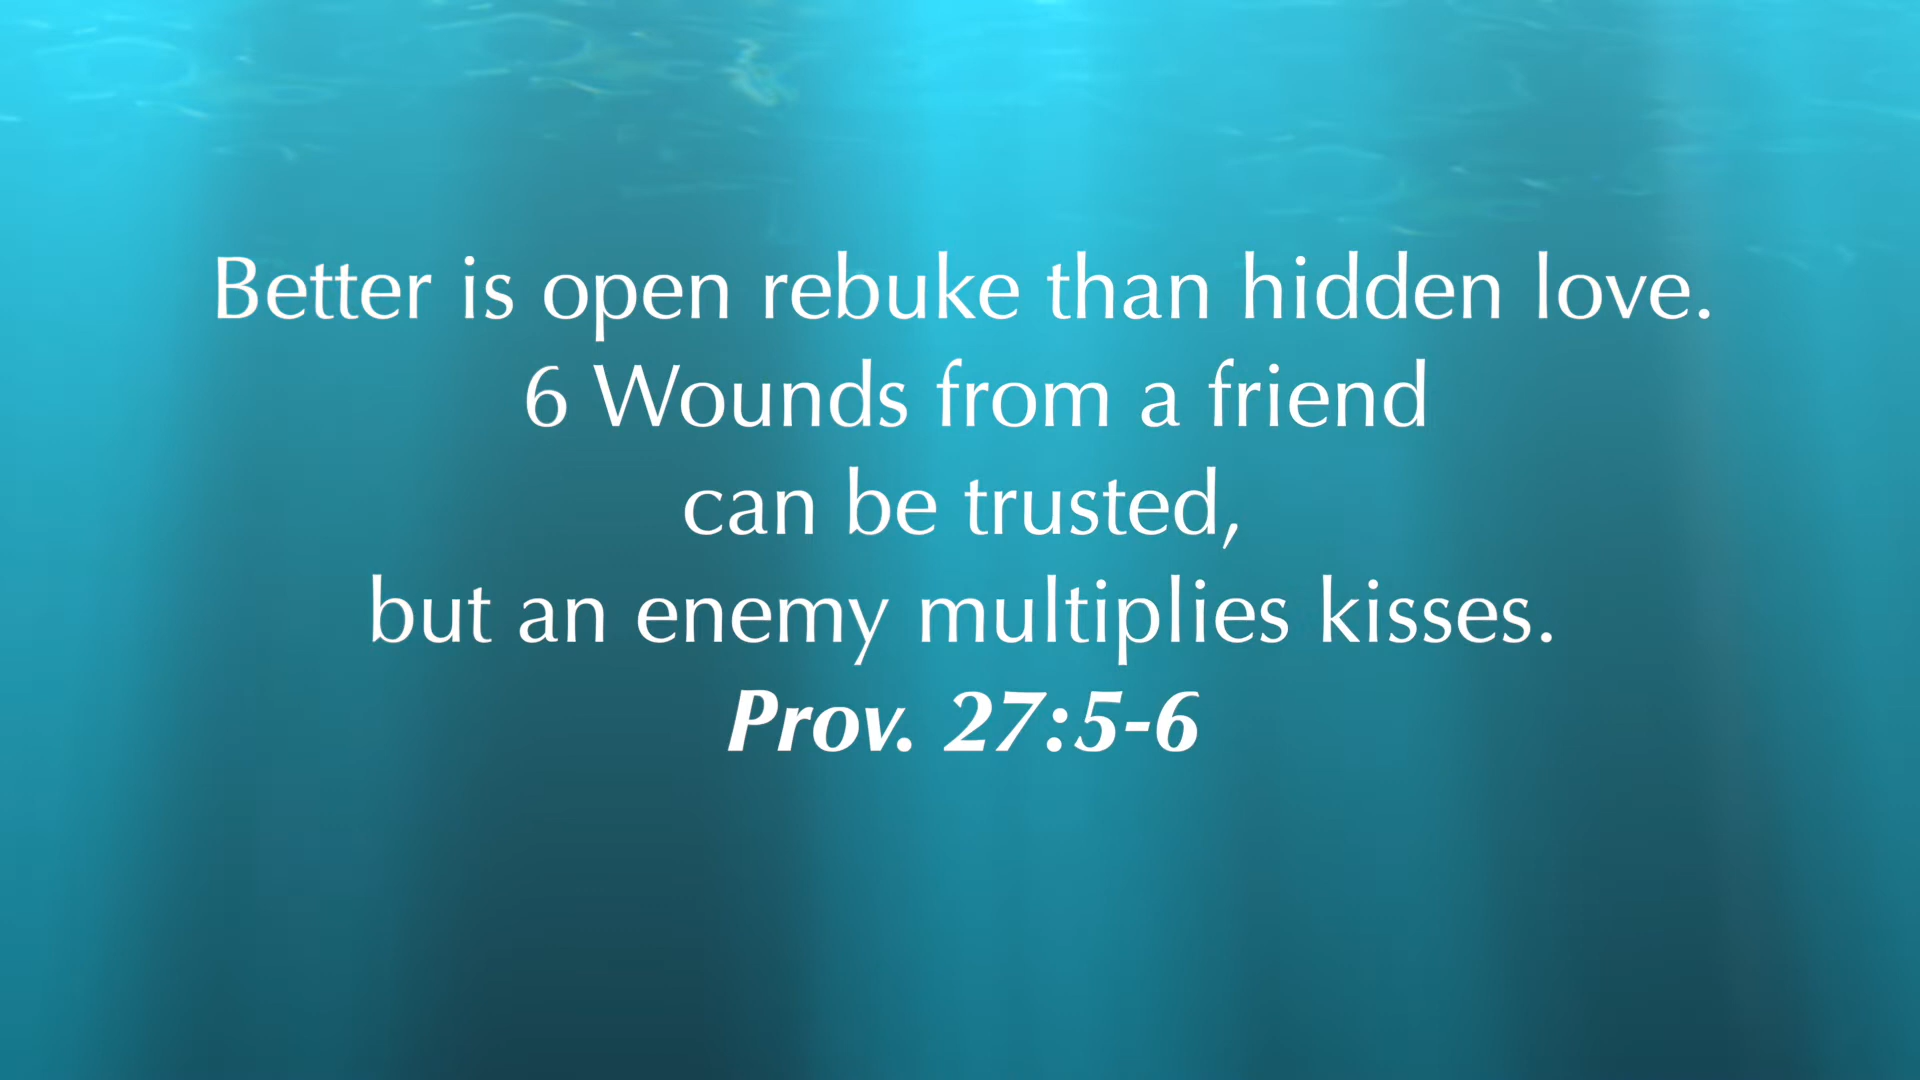 Better is open rebuke than hidden love.
6 Wounds from a friend
can be trusted,
but an enemy multiplies kisses.
Prov. 27:5-6